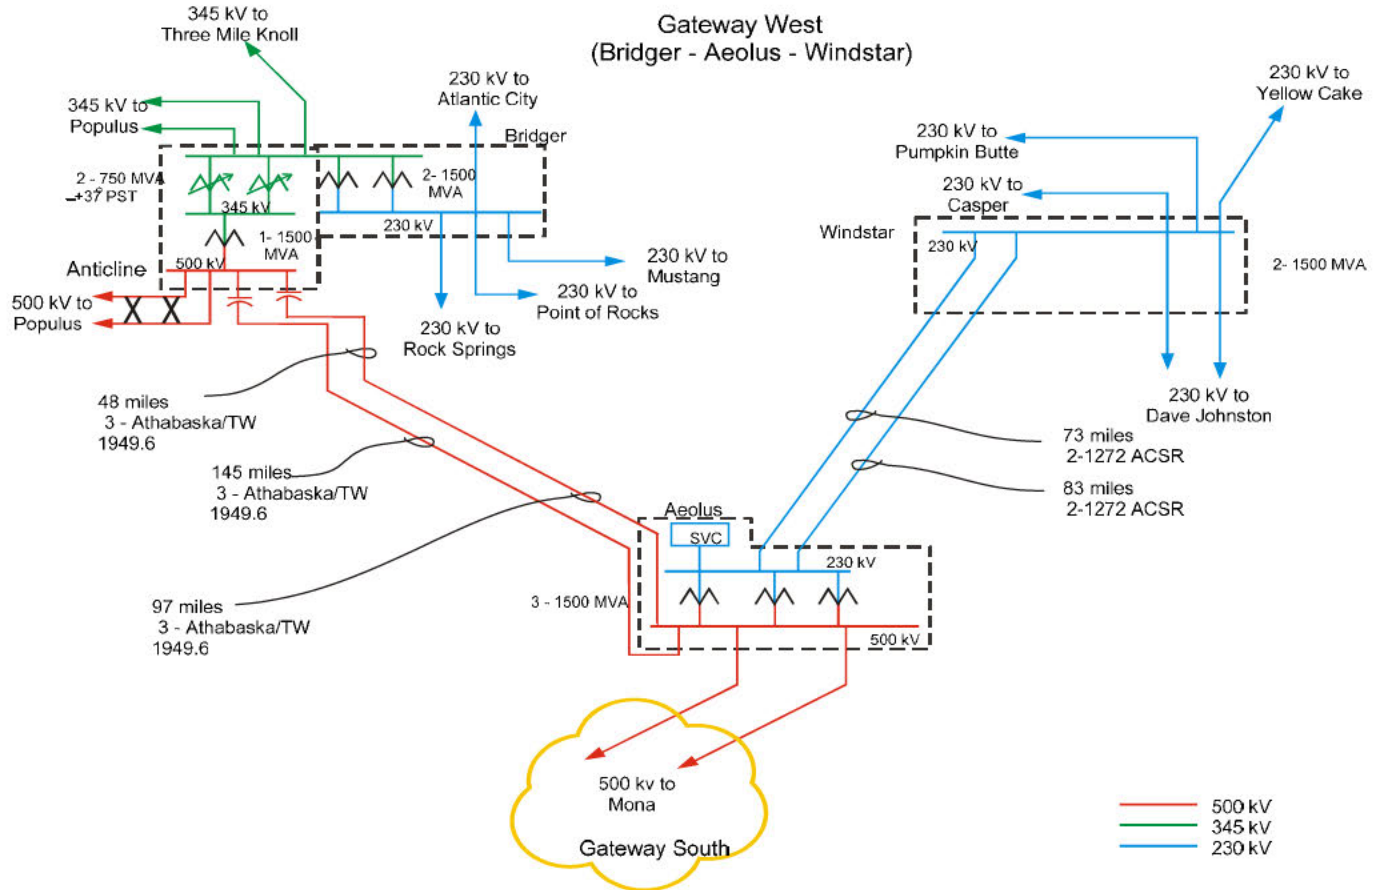 Gateway West
(Bridger - Aeolus - Windstar)
345 kV to
Three Mile Knoll
345 kV to
Populus
230 kV to
Atlantic City
Bridger
2 - 750 MVA
+37° PST
345 kV
2- 1500
MVA
1- 1500
MVA
230 kV
500 kV
Anticline
500 kV to
Populus
230 kV to
Mustang
230 kV to
Point of Rocks
230 kV to
Rock Springs
230 kV to
Yellow Cake
230 kV to
Pumpkin Butte
230 kV to
Casper
Windstar
230 kV
2- 1500 MVA
230 kV to
Dave Johnston
48 miles
3 - Athabaska/TW
1949.6
145 miles
3 - Athabaska/TW
1949.6
97 miles
3 - Athabaska/TW
1949.6
73 miles
2-1272 ACSR
83 miles
2-1272 ACSR
Aeolus
SVC
230 kV
3 - 1500 MVA
500 kV
500 kv to
Mona
Gateway South
500 kV
345 kV
230 kV